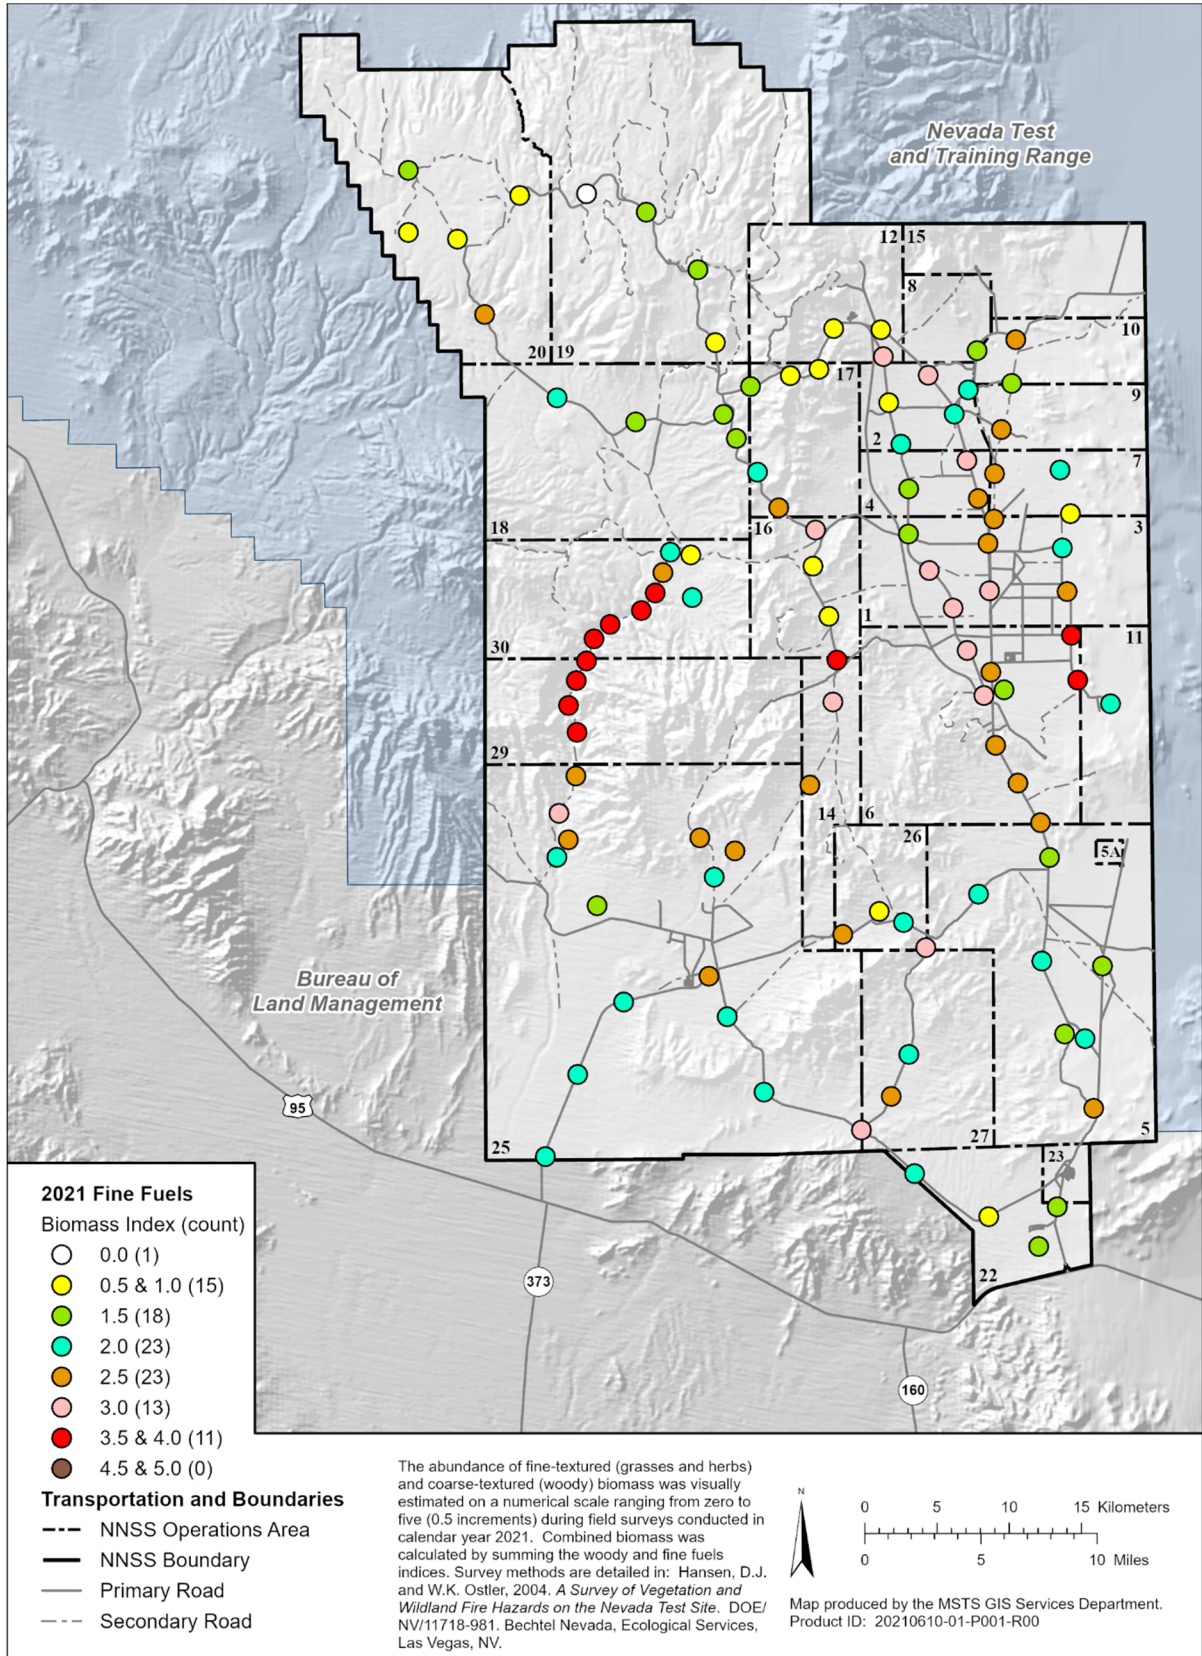 Nevada Test
and Training Range
12
15
8
10
20
19
17
9
2
7
18
16
4
3
30
1
11
29
14
6
26
5A
Bureau of
Land Management
95
25
27
5
23
22
373
160
2021 Fine Fuels
Biomass Index (count)
0.0 (1)
0.5 & 1.0 (15)
1.5 (18)
2.0 (23)
2.5 (23)
3.0 (13)
3.5 & 4.0 (11)
4.5 & 5.0 (0)
Transportation and Boundaries
NNSS Operations Area
NNSS Boundary
Primary Road
Secondary Road
The abundance of fine-textured (grasses and herbs)
and coarse-textured (woody) biomass was visually
estimated on a numerical scale ranging from zero to
five (0.5 increments) during field surveys conducted in
calendar year 2021. Combined biomass was
calculated by summing the woody and fine fuels
indices. Survey methods are detailed in: Hansen, D.J.
and W.K. Ostler, 2004. A Survey of Vegetation and
Wildland Fire Hazards on the Nevada Test Site. DOE/
NV/11718-981. Bechtel Nevada, Ecological Services,
Las Vegas, NV.
N
0 5 10 15 Kilometers
0 5 10 Miles
Map produced by the MSTS GIS Services Department.
Product ID: 20210610-01-P001-R00